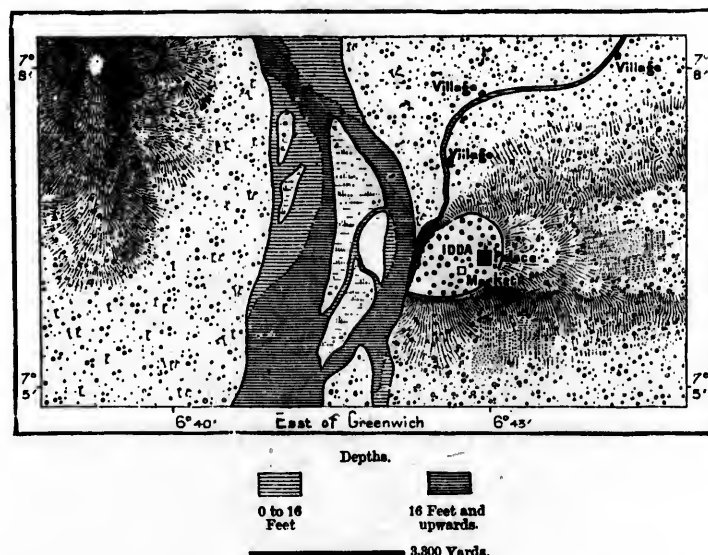 7°
8′
7°
8′
Village
Village
Village
IDDA
Palace
Market
7°
5′
7°
5′
6° 40′
East of Greenwich
6° 43′
Depths.
0 to 16
Feet
16 Feet and
upwards.
3,300 Yards.